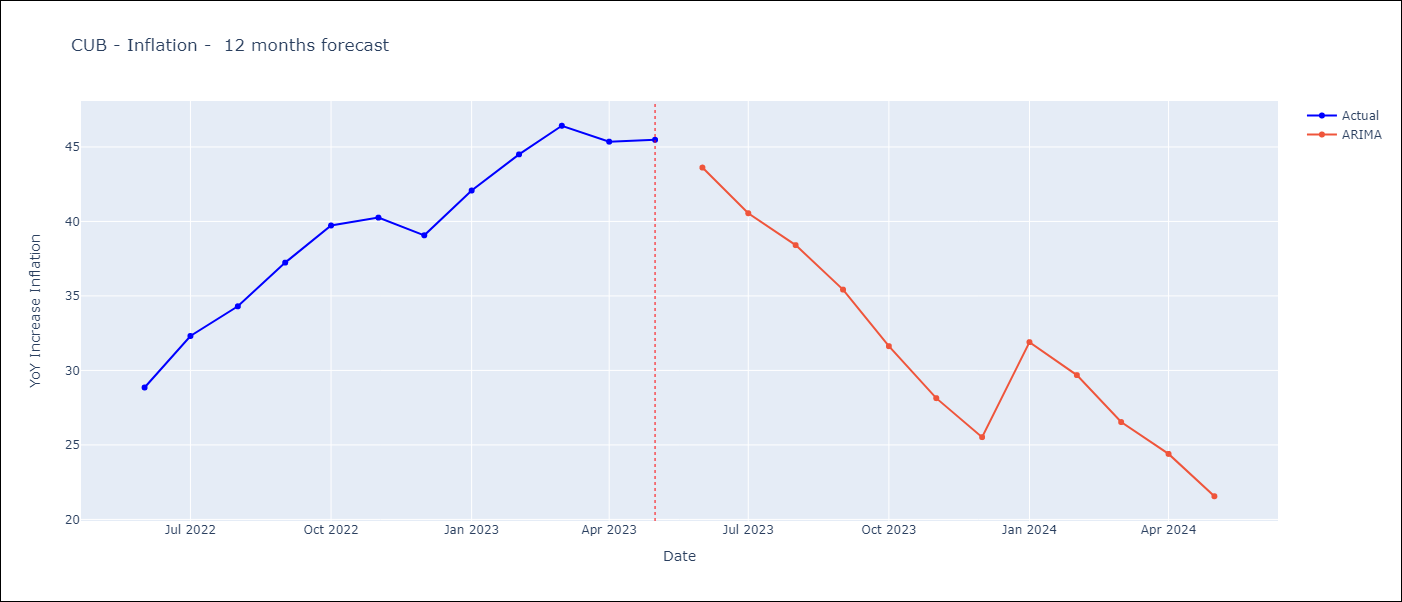 CUB - Inflation -  12 months forecast
Actual
ARIMA
YoY Increase Inflation
45
40
35
30
25
20
Jul 2022 Oct 2022 Jan 2023 Apr 2023 Jul 2023 Oct 2023 Jan 2024 Apr 2024
Date